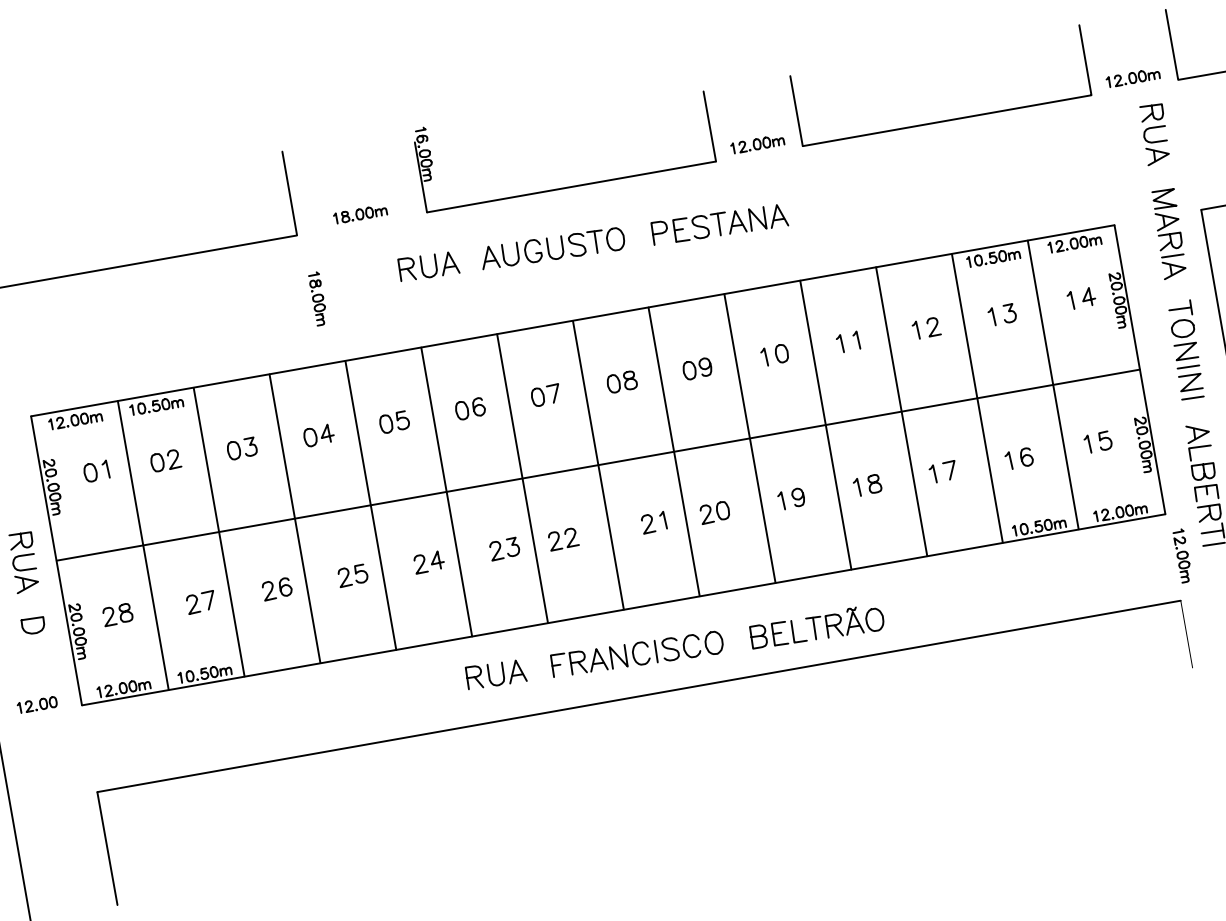 12.00m
16.00m
12.00m
18.00m
RUA AUGUSTO PESTANA
RUA MARIA TONINI ALBERTI
18.00m
12.00m
10.50m
10.50m
12.00m
01
02
03
04
05
06
07
08
09
10
11
12
13
14
20.00m
20.00m
28
27
26
25
24
23
22
21
20
19
18
17
16
15
20.00m
20.00m
12.00m
10.50m
10.50m
12.00m
RUA D
12.00
RUA FRANCISCO BELTRÃO
12.00m